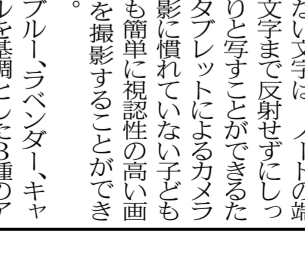 たい文字は、ノートの端
文字まで反射せずにしっ
りと写すことができるた
タブレットによるカメラ
影に慣れていない子ども
も簡単に視認性の高い画
を撮影することができ
。
ブルー、ラベンダー、キャ
ルを基調とした3種のア